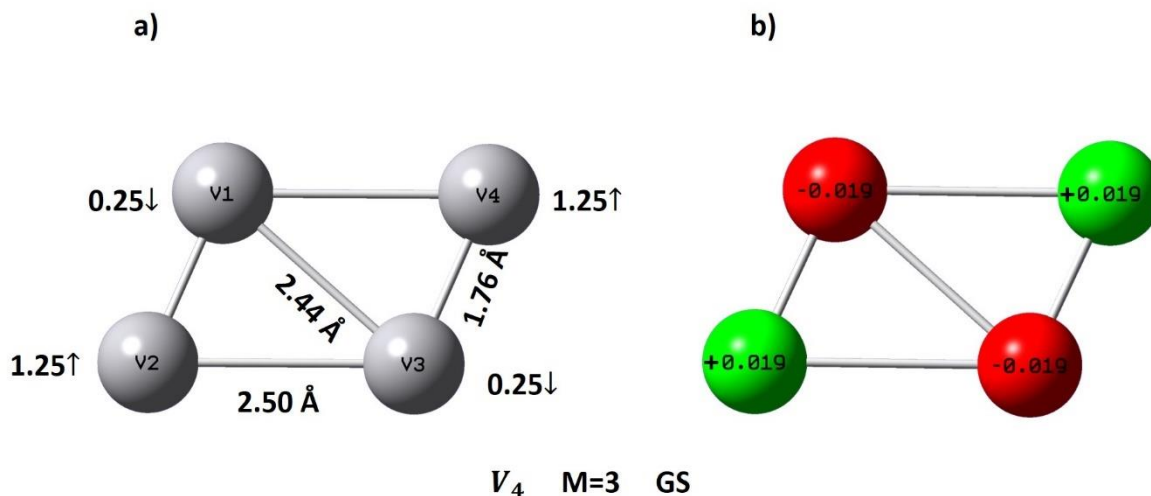 a)
b)
0.25↓ V1 V4 1.25↑
-0.019 +0.019
2.44 Å
1.76 Å
1.25↑ V2 V3 0.25↓
2.50 Å
+0.019 -0.019
V₄ M=3 GS